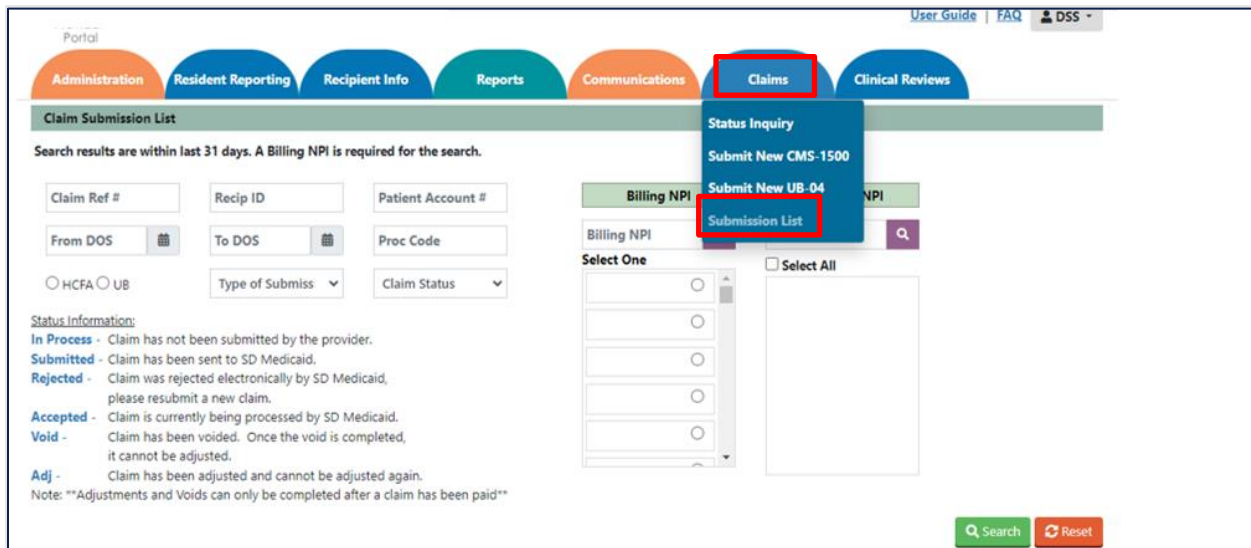 User Guide | FAQ DSS
Portal
Administration Resident Reporting Recipient Info Reports Communications Claims Clinical Reviews
Claim Submission List
Status Inquiry
Submit New CMS-1500
Submit New UB-04
Submission List
Search results are within last 31 days. A Billing NPI is required for the search.
Claim Ref # Recip ID Patient Account #
From DOS To DOS Proc Code
HCFA UB Type of Submiss Claim Status
Billing NPI NPI
Billing NPI
Select One Select All
Status Information:
In Process - Claim has not been submitted by the provider.
Submitted - Claim has been sent to SD Medicaid.
Rejected - Claim was rejected electronically by SD Medicaid,
please resubmit a new claim.
Accepted - Claim is currently being processed by SD Medicaid.
Void - Claim has been voided. Once the void is completed,
it cannot be adjusted.
Adj - Claim has been adjusted and cannot be adjusted again.
Note: **Adjustments and Voids can only be completed after a claim has been paid**
Search Reset